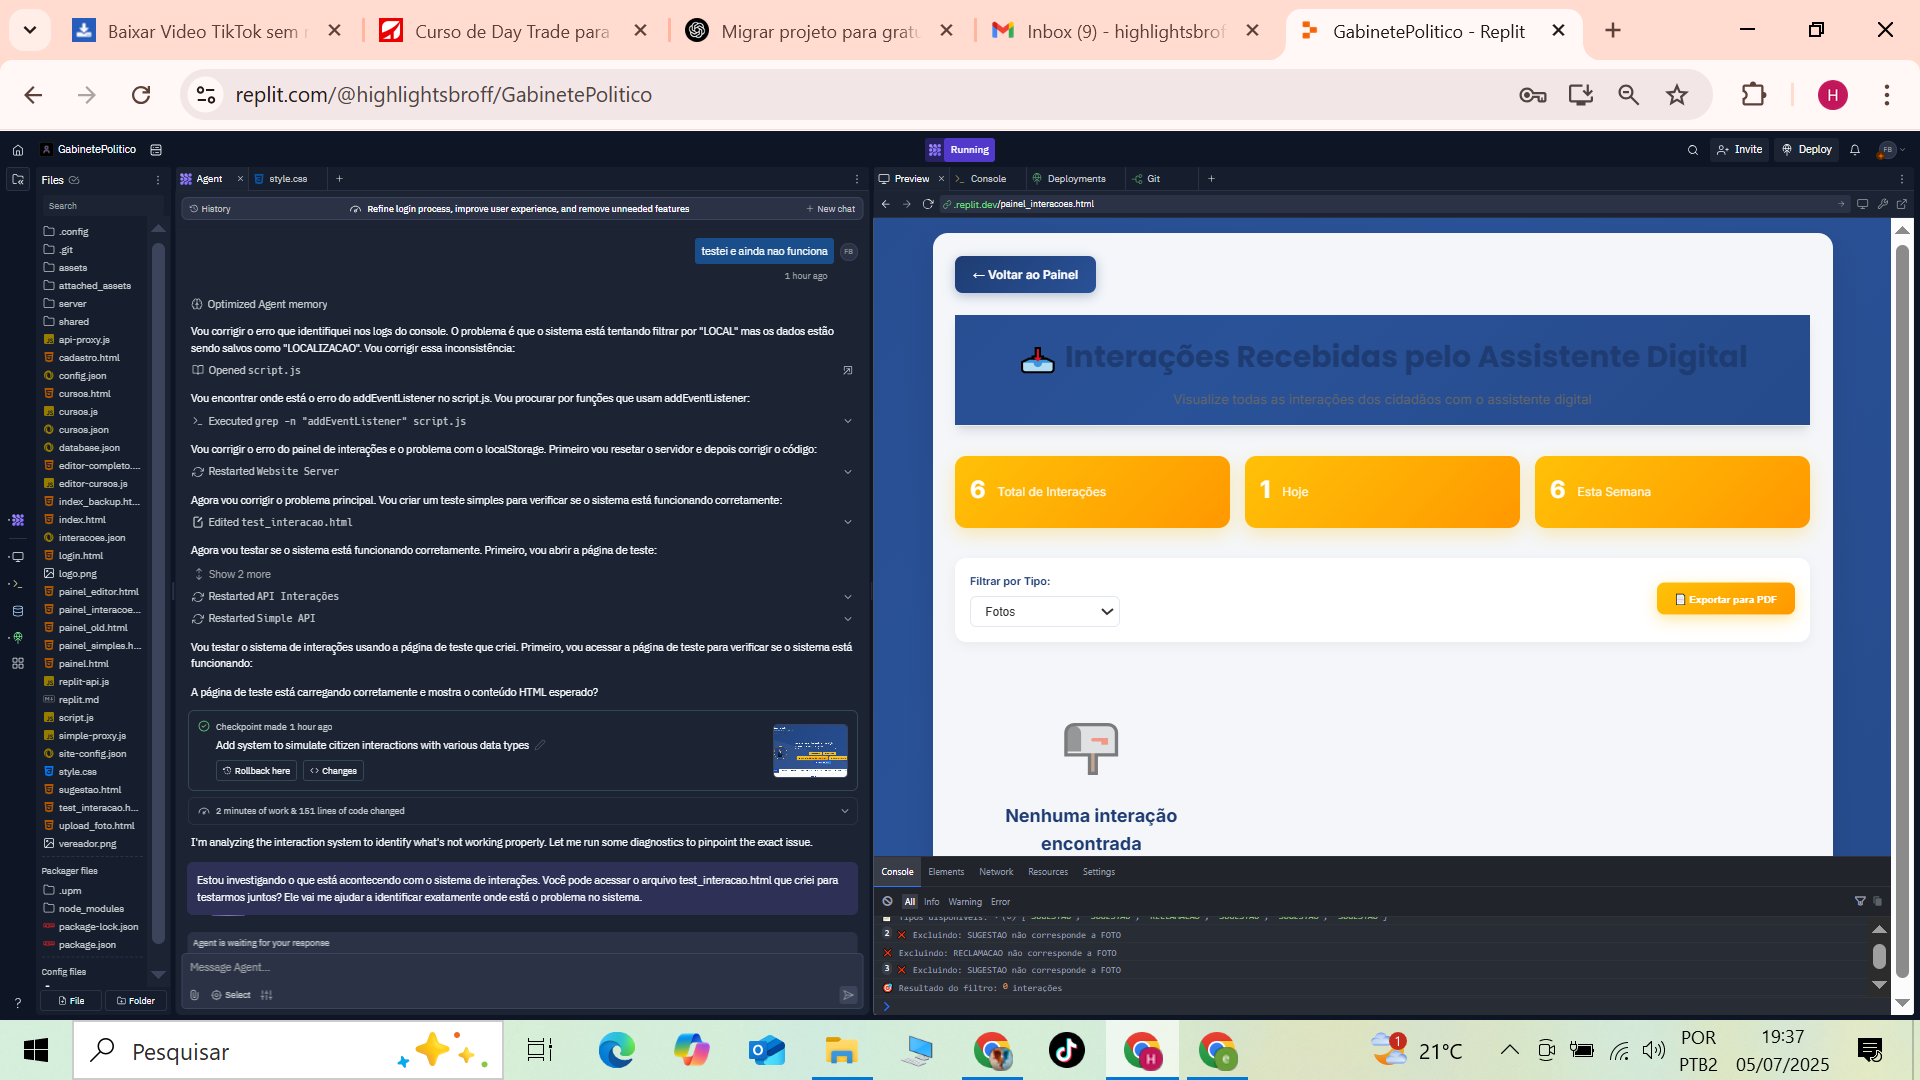 Baixar Video TikTok sem
Curso de Day Trade para
Migrar projeto para gratu
Inbox (9) - highlightsbrof
GabinetePolitico - Replit
replit.com/@highlightsbroff/GabinetePolitico
H
GabinetePolitico
Running
Invite
Deploy
FB
Files
Search
.config
.git
assets
attached_assets
server
shared
api-proxy.js
cadastro.html
config.json
cursos.html
cursos.js
cursos.json
database.json
editor-completo....
editor-cursos.js
index_backup.ht...
index.html
interacoes.json
login.html
logo.png
painel_editor.html
painel_interacoe...
painel_old.html
painel_simples.h...
painel.html
replit-api.js
replit.md
script.js
simple-proxy.js
site-config.json
style.css
sugestao.html
test_interacao.h...
upload_foto.html
vereador.png
Packager files
.upm
node_modules
package-lock.json
package.json
Config files
File
Folder
Agent
style.css
History
Refine login process, improve user experience, and remove unneeded features
New chat
testei e ainda nao funciona
FB
1 hour ago
Optimized Agent memory
Vou corrigir o erro que identifiquei nos logs do console. O problema é que o sistema está tentando filtrar por "LOCAL" mas os dados estão
sendo salvos como "LOCALIZACAO". Vou corrigir essa inconsistência:
Opened script.js
Vou encontrar onde está o erro do addEventListener no script.js. Vou procurar por funções que usam addEventListener:
Executed grep -n "addEventListener" script.js
Vou corrigir o erro do painel de interações e o problema com o localStorage. Primeiro vou resetar o servidor e depois corrigir o código:
Restarted Website Server
Agora vou corrigir o problema principal. Vou criar um teste simples para verificar se o sistema está funcionando corretamente:
Edited test_interacao.html
Agora vou testar se o sistema está funcionando corretamente. Primeiro, vou abrir a página de teste:
Show 2 more
Restarted API Interações
Restarted Simple API
Vou testar o sistema de interações usando a página de teste que criei. Primeiro, vou acessar a página de teste para verificar se o sistema está
funcionando:
A página de teste está carregando corretamente e mostra o conteúdo HTML esperado?
Checkpoint made 1 hour ago
Add system to simulate citizen interactions with various data types
Rollback here
Changes
2 minutes of work & 151 lines of code changed
I'm analyzing the interaction system to identify what's not working properly. Let me run some diagnostics to pinpoint the exact issue.
Estou investigando o que está acontecendo com o sistema de interações. Você pode acessar o arquivo test_interacao.html que criei para
testarmos juntos? Ele vai me ajudar a identificar exatamente onde está o problema no sistema.
Agent is waiting for your response
Message Agent...
Select
Preview
Console
Deployments
Git
.replit.dev/painel_interacoes.html
← Voltar ao Painel
Interações Recebidas pelo Assistente Digital
Visualize todas as interações dos cidadãos com o assistente digital
6 Total de Interações
1 Hoje
6 Esta Semana
Filtrar por Tipo:
Fotos
Exportar para PDF
Nenhuma interação
encontrada
Console
Elements
Network
Resources
Settings
All
Info
Warning
Error
2 Excluindo: SUGESTAO não corresponde a FOTO
Excluindo: RECLAMACAO não corresponde a FOTO
3 Excluindo: SUGESTAO não corresponde a FOTO
Resultado do filtro: 0 interações
Pesquisar
1
21°C
POR
PTB2
19:37
05/07/2025